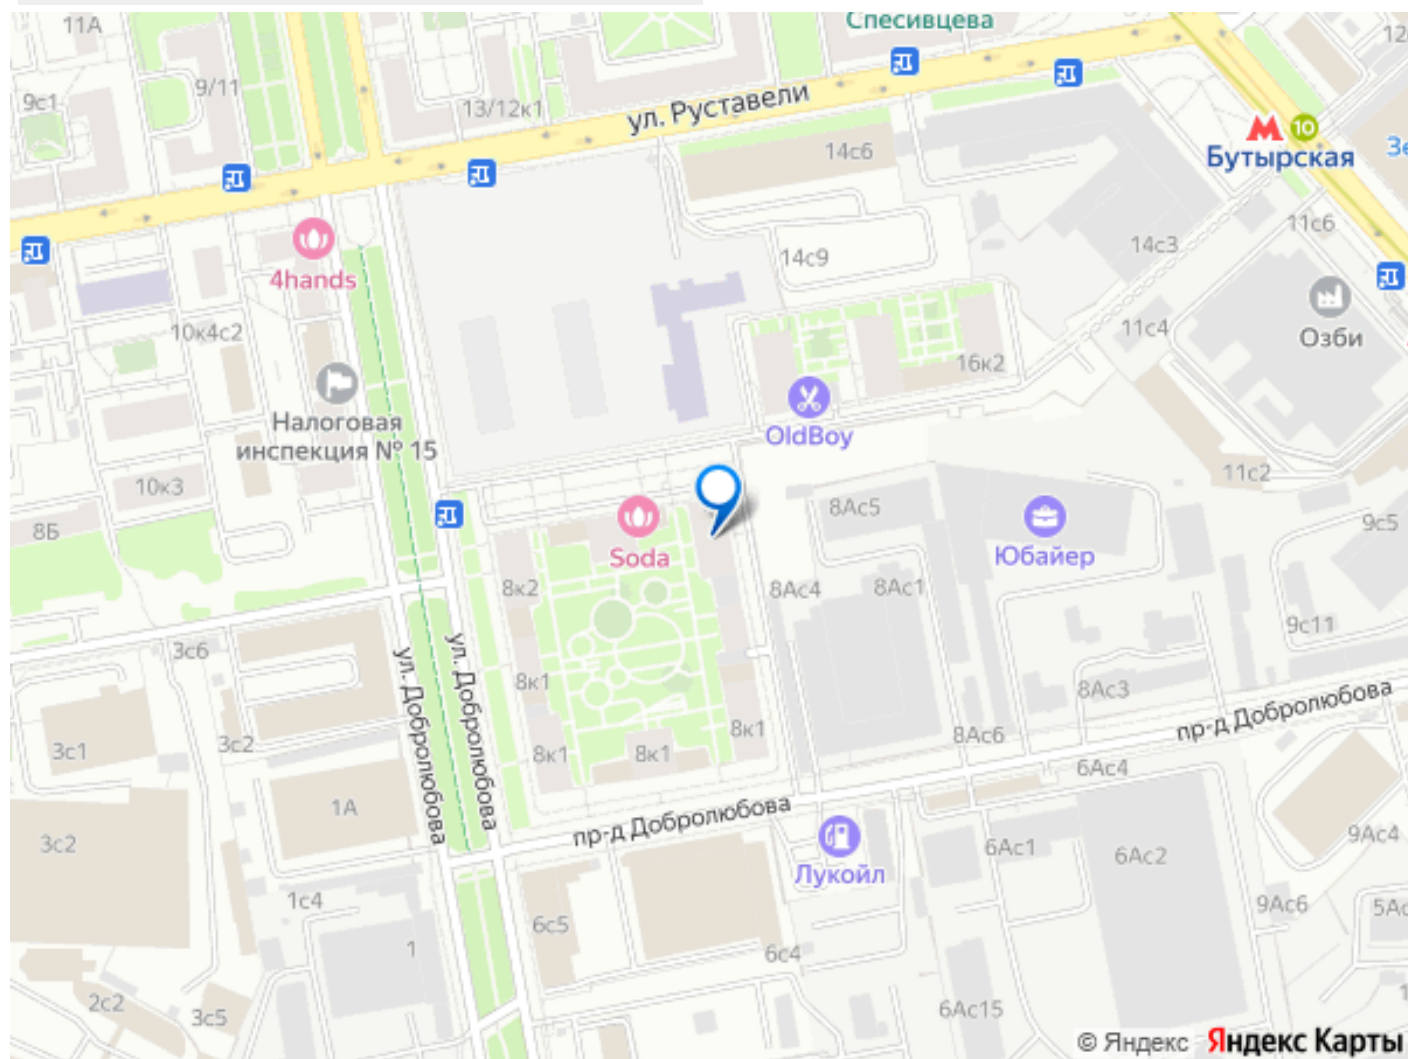 11А
Спесивцева
12
9/11
9с1
13/12к1
ул. Руставели
14с6
10
Бутырская
Зе
11с6
14с9
14с3
4hands
Озби
10к4с2
11с4
16к2
Налоговая
инспекция № 15
OldBoy
11с2
10к3
8Б
8Ас5
9с5
Soda
Юбайер
8к2
8Ас4
8Ас1
9с11
3с6
ул. Добролюбова
ул. Добролюбова
8к1
8Ас3
пр-д Добролюбова
3с1
3с2
8к1
8Ас6
8к1
8к1
6Ас4
1А
пр-д Добролюбова
3с2
9Ас4
6Ас1
6Ас2
Лукойл
1с4
9Ас6
5Ас
6с5
1
6с4
2с2
3с5
6Ас15
1
© Яндекс Яндекс Карты